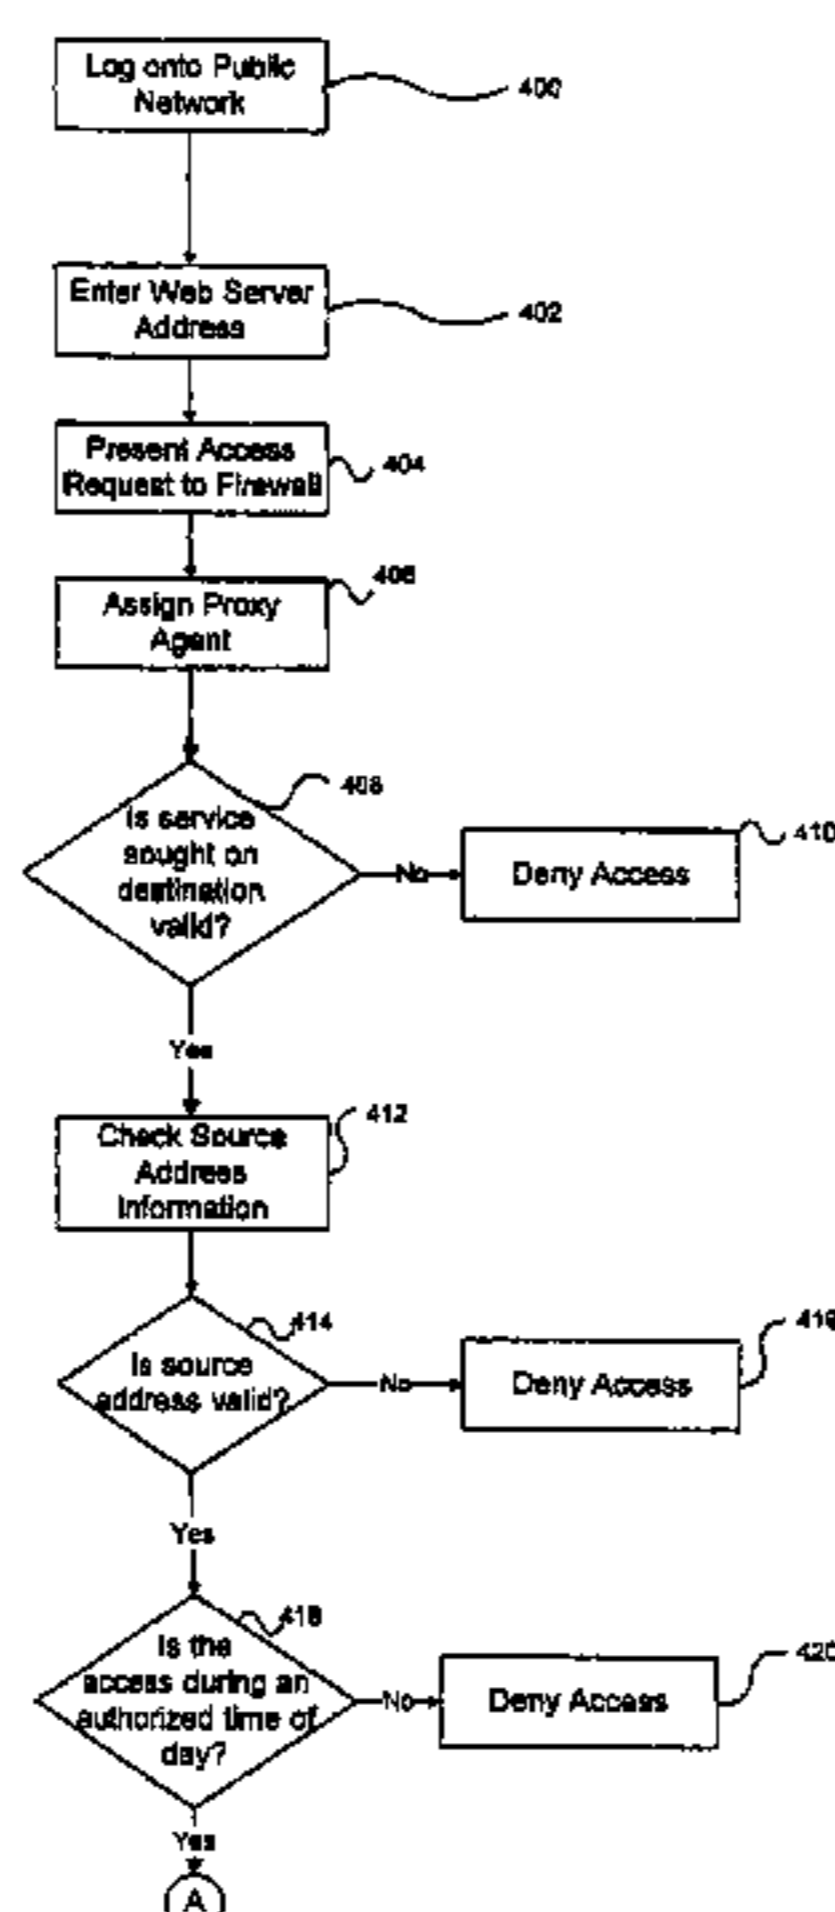 Log onto Public
Network
400
Enter Web Server
Address
402
Present Access
Request to Firewall
404
Assign Proxy
Agent
406
Is service
sought on
destination
valid?
408
No
Deny Access
410
Yes
Check Source
Address
Information
412
Is source
address valid?
414
No
Deny Access
Yes
Is the
access during an
authorized time of
day?
418
No
Deny Access
420
Yes
A